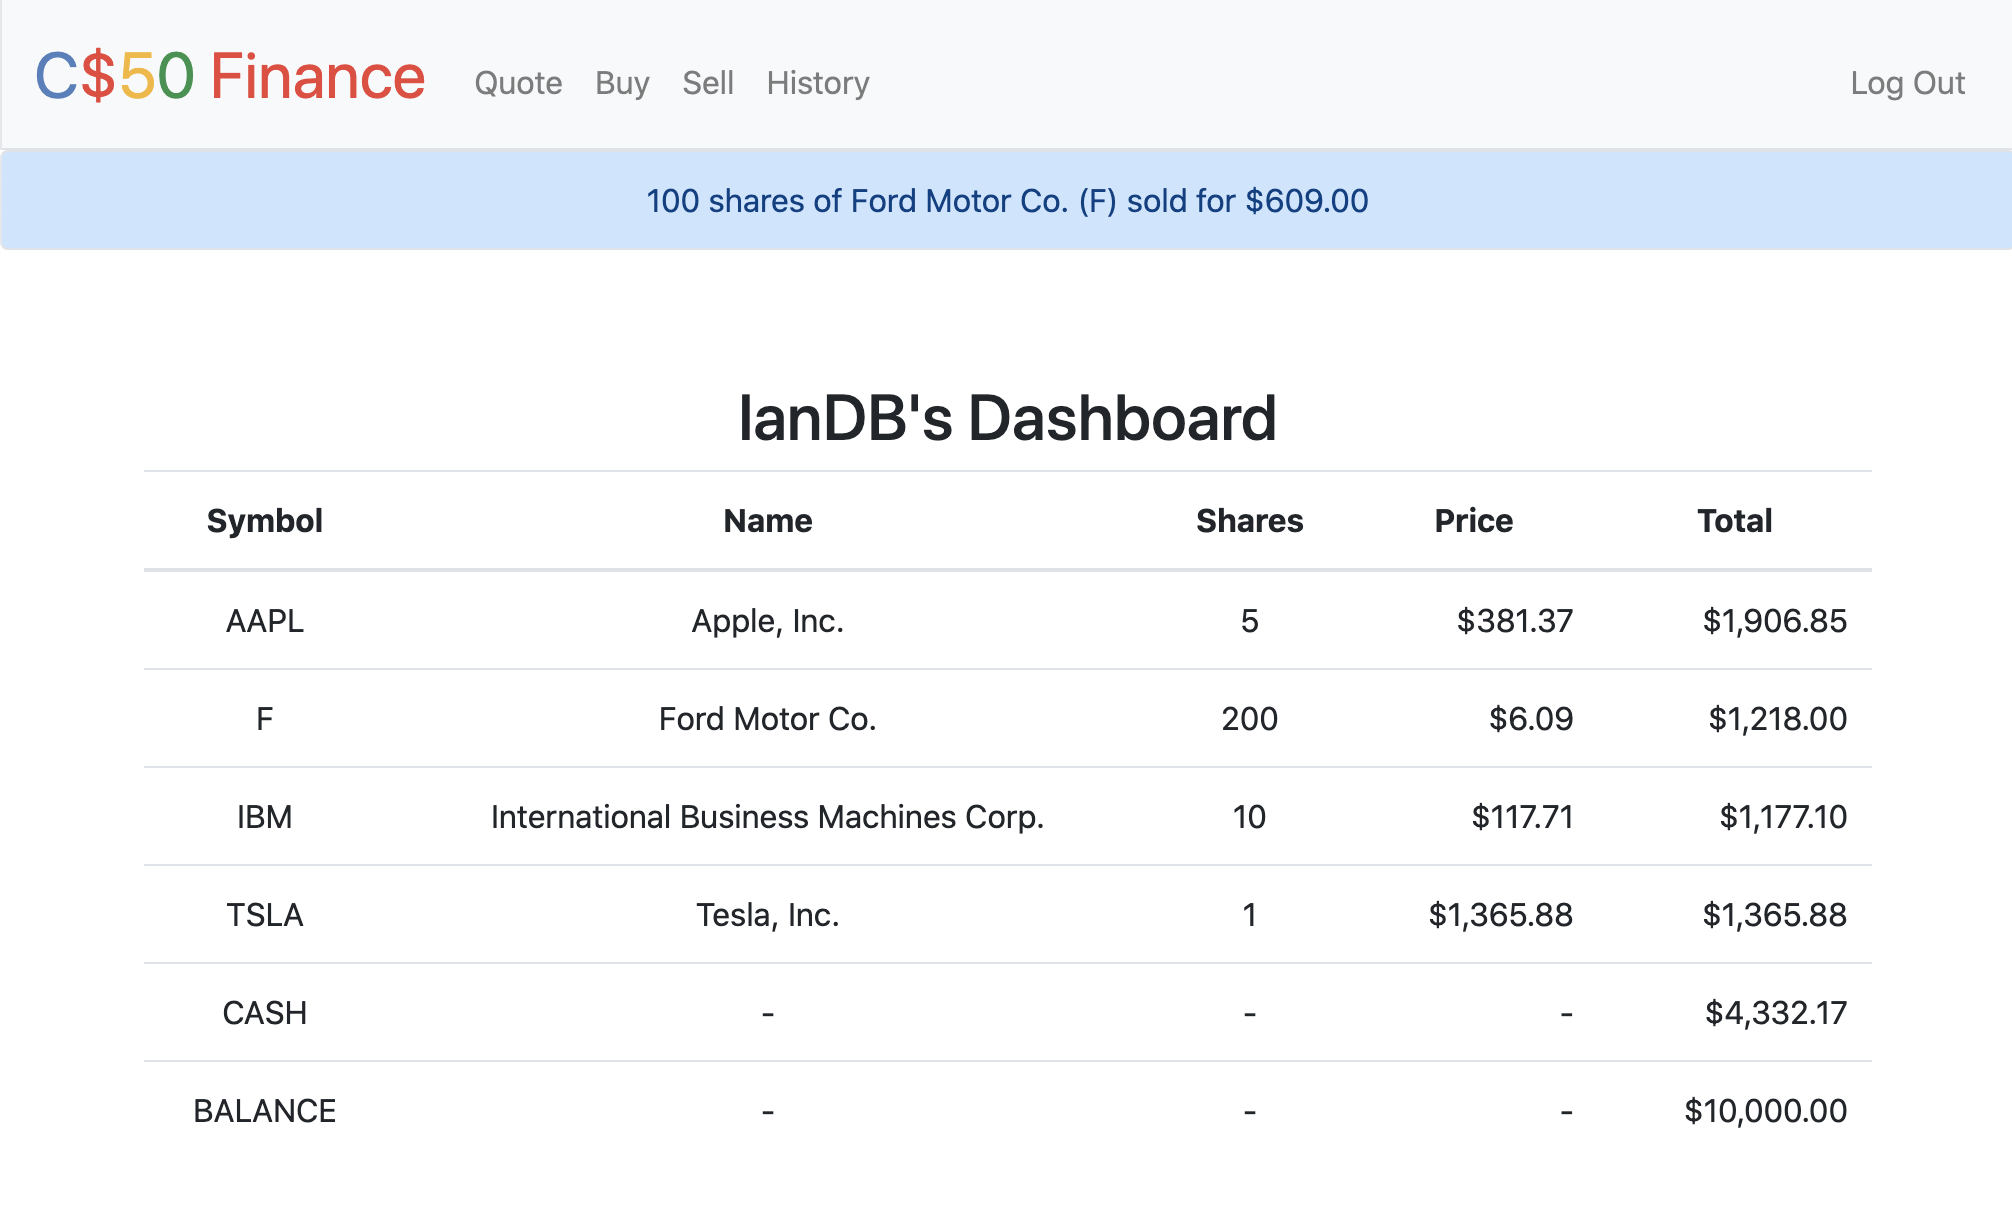 C$50 Finance Quote Buy Sell History Log Out
100 shares of Ford Motor Co. (F) sold for $609.00
IanDB's Dashboard
Symbol Name Shares Price Total
AAPL Apple, Inc. 5 $381.37 $1,906.85
F Ford Motor Co. 200 $6.09 $1,218.00
IBM International Business Machines Corp. 10 $117.71 $1,177.10
TSLA Tesla, Inc. 1 $1,365.88 $1,365.88
CASH - - - $4,332.17
BALANCE - - - $10,000.00